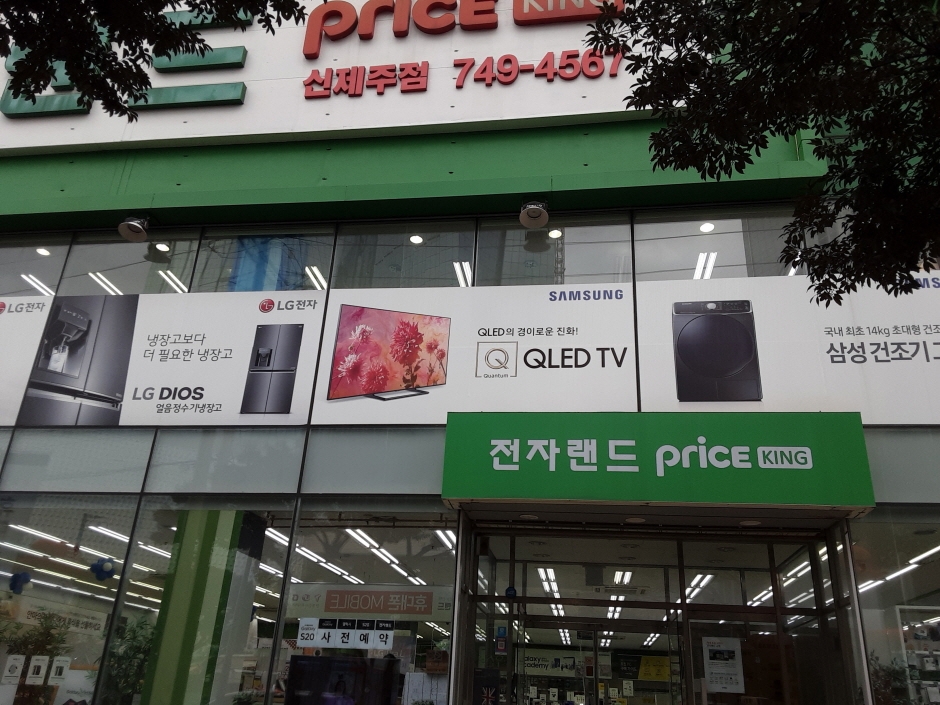 PRICE KING
신제주점 749-4567
LG전자
LG전자
냉장고보다
더 필요한 냉장고
LG DIOS
얼음정수기냉장고
SAMSUNG
QLED의 경이로운 진화!
Q
Quantum
QLED TV
국내 최초 14kg 초대형 건조
삼성 건조기
전자랜드 PRICE KING
휴대폰 MOBILE
S20 사전예약